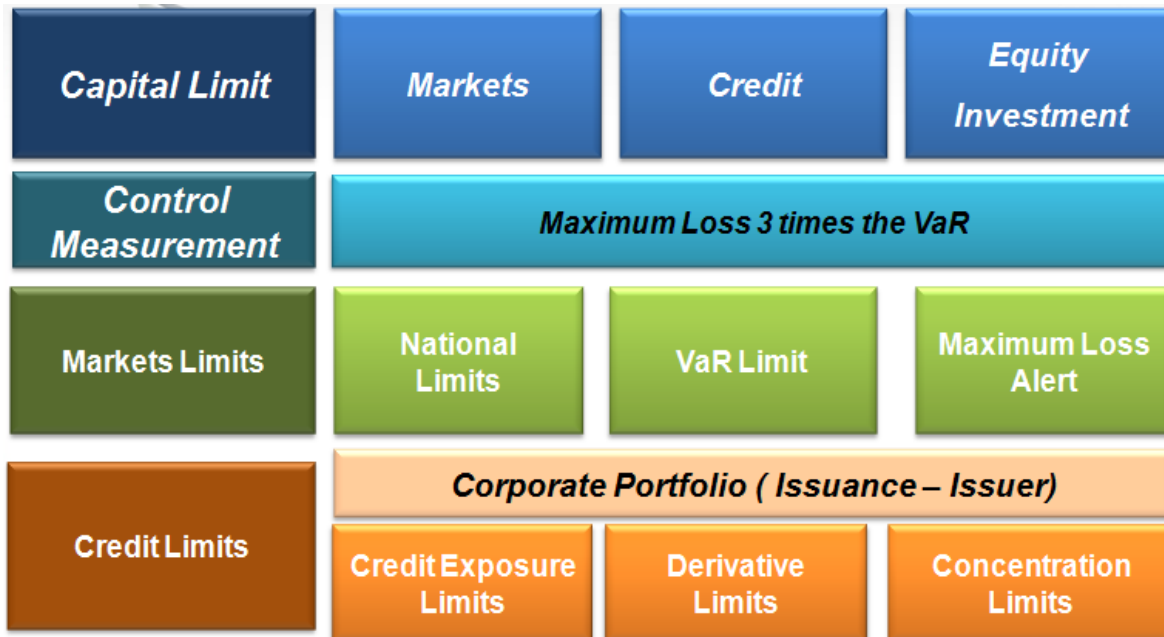 Capital Limit
Markets
Credit
Equity
Investment
Control
Measurement
Maximum Loss 3 times the VaR
Markets Limits
National
Limits
VaR Limit
Maximum Loss
Alert
Credit Limits
Corporate Portfolio ( Issuance – Issuer)
Credit Exposure
Limits
Derivative
Limits
Concentration
Limits